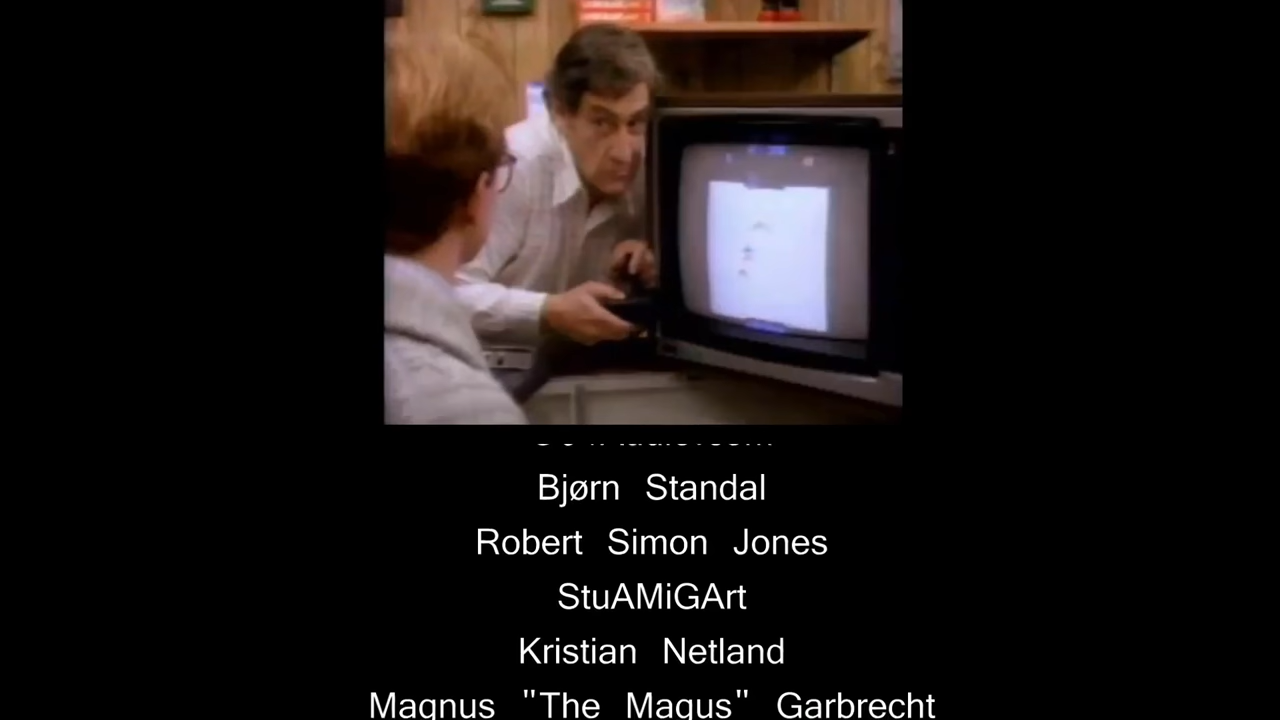 Bjørn Standal
Robert Simon Jones
StuAMiGArt
Kristian Netland
Magnus "The Magus" Garbrecht